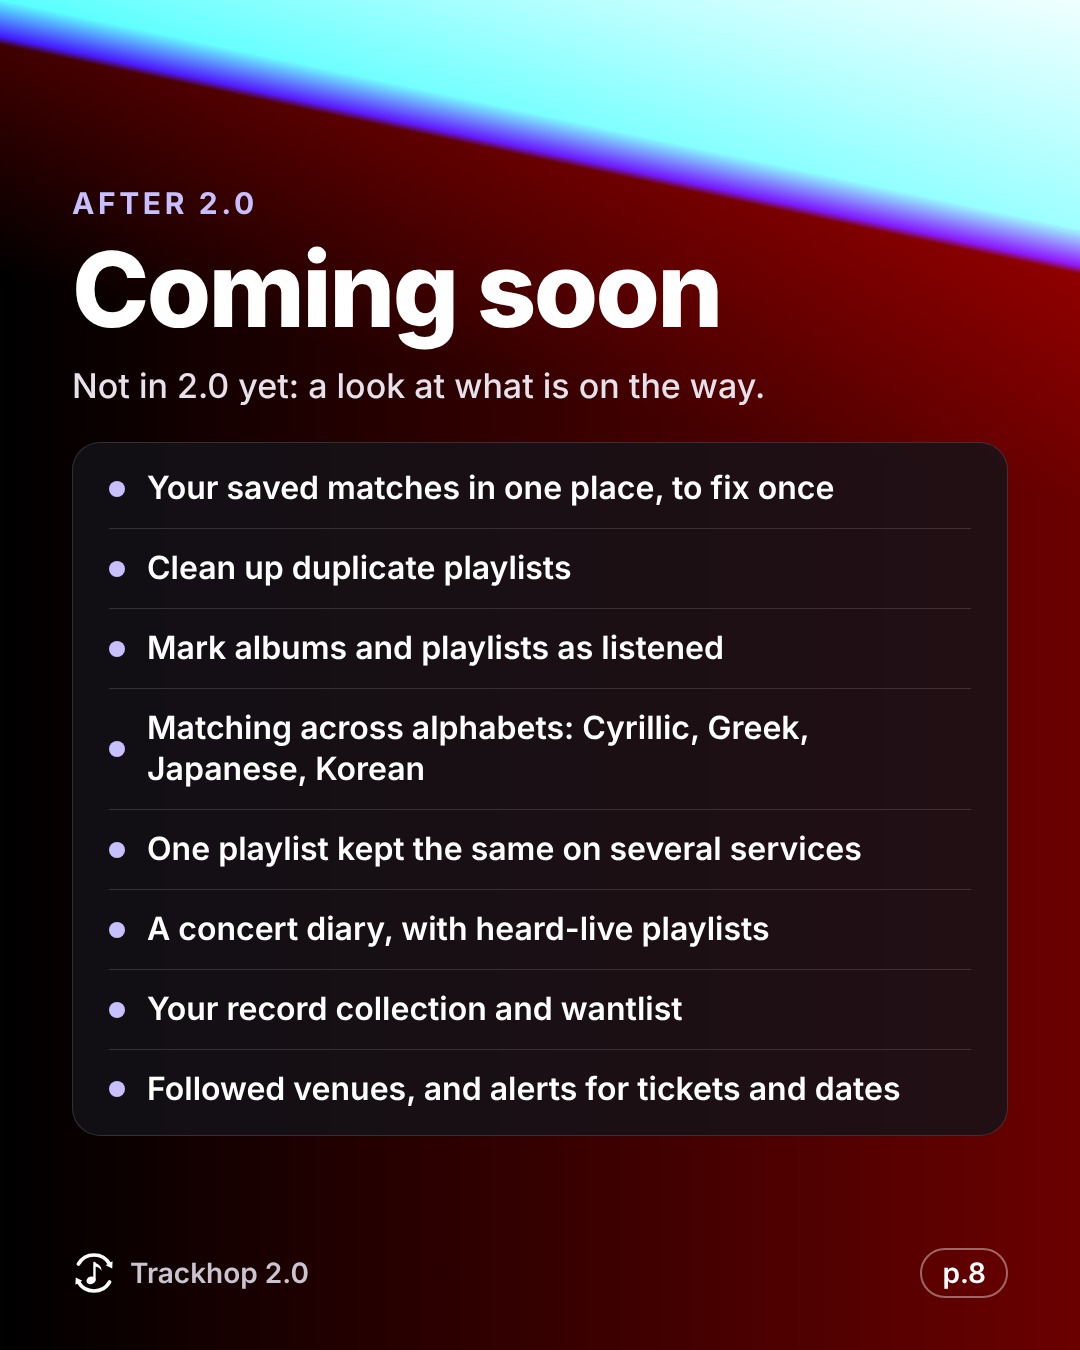 AFTER 2.0
Coming soon
Not in 2.0 yet: a look at what is on the way.
Your saved matches in one place, to fix once
Clean up duplicate playlists
Mark albums and playlists as listened
Matching across alphabets: Cyrillic, Greek,
Japanese, Korean
One playlist kept the same on several services
A concert diary, with heard-live playlists
Your record collection and wantlist
Followed venues, and alerts for tickets and dates
Trackhop 2.0
p.8